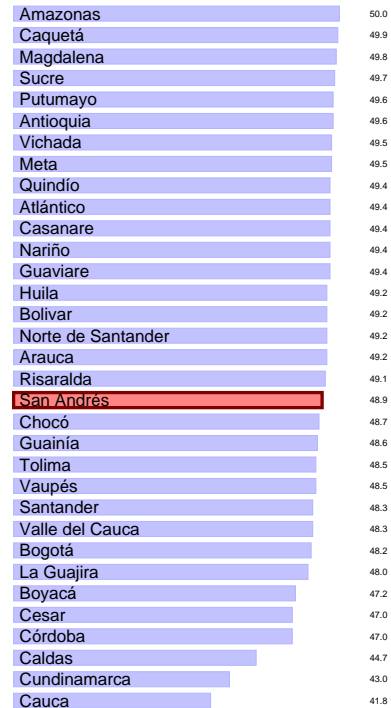 Amazonas 50.0
Caquetá 49.9
Magdalena 49.8
Sucre 49.7
Putumayo 49.6
Antioquia 49.6
Vichada 49.5
Meta 49.5
Quindío 49.4
Atlántico 49.4
Casanare 49.4
Nariño 49.4
Guaviare 49.4
Huila 49.2
Bolivar 49.2
Norte de Santander 49.2
Arauca 49.2
Risaralda 49.1
San Andrés 48.9
Chocó 48.7
Guainía 48.6
Tolima 48.5
Vaupés 48.5
Santander 48.3
Valle del Cauca 48.3
Bogotá 48.2
La Guajira 48.0
Boyacá 47.2
Cesar 47.0
Córdoba 47.0
Caldas 44.7
Cundinamarca 43.0
Cauca 41.8